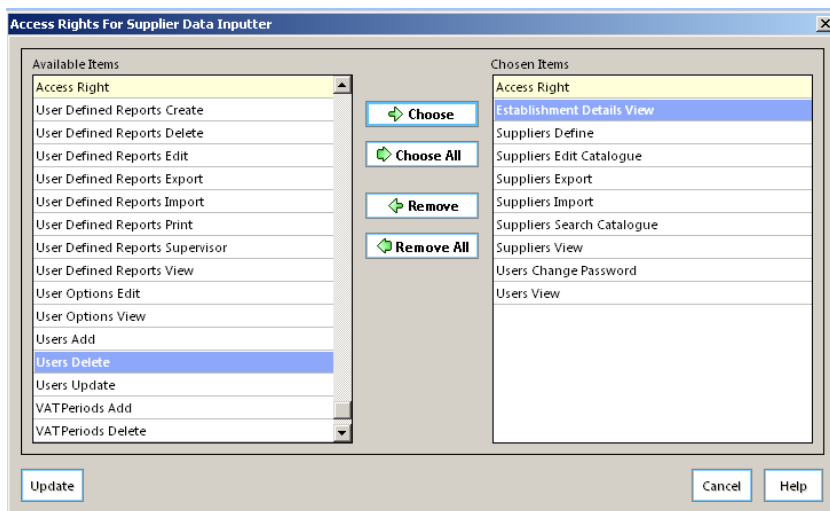 Access Rights For Supplier Data Inputter
Available Items
Access Right
User Defined Reports Create
User Defined Reports Delete
User Defined Reports Edit
User Defined Reports Export
User Defined Reports Import
User Defined Reports Print
User Defined Reports Supervisor
User Defined Reports View
User Options Edit
User Options View
Users Add
Users Delete
Users Update
VATPeriods Add
VATPeriods Delete
Choose
Choose All
Remove
Remove All
Chosen Items
Access Right
Establishment Details View
Suppliers Define
Suppliers Edit Catalogue
Suppliers Export
Suppliers Import
Suppliers Search Catalogue
Suppliers View
Users Change Password
Users View
Update
Cancel
Help